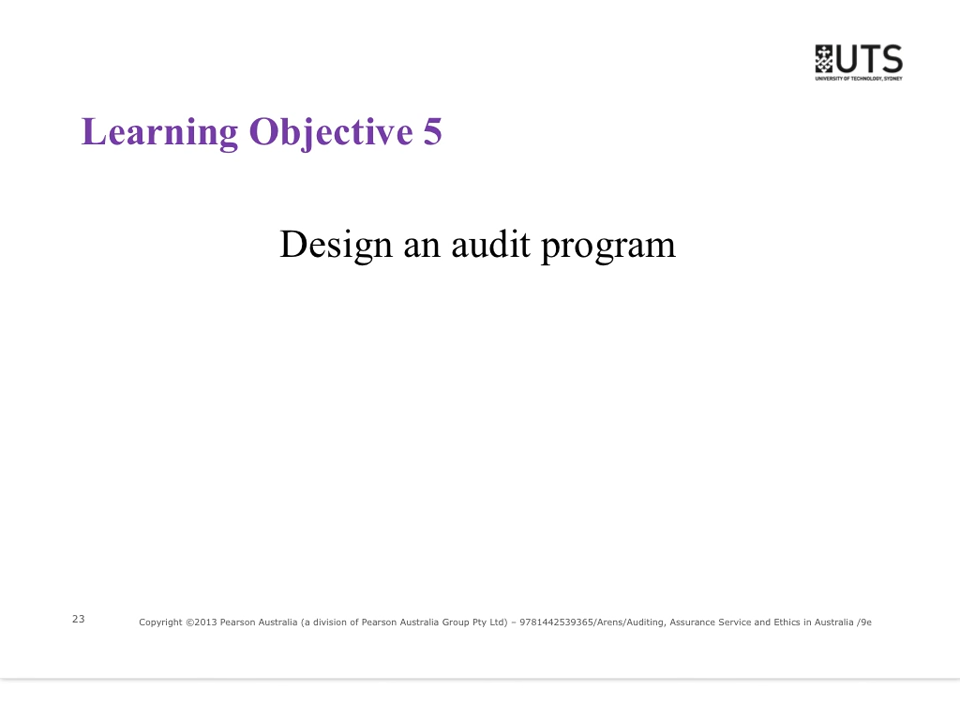 UTS
UNIVERSITY OF TECHNOLOGY, SYDNEY
Learning Objective 5
Design an audit program
23
Copyright ©2013 Pearson Australia (a division of Pearson Australia Group Pty Ltd) – 9781442539365/Arens/Auditing, Assurance Service and Ethics in Australia /9e